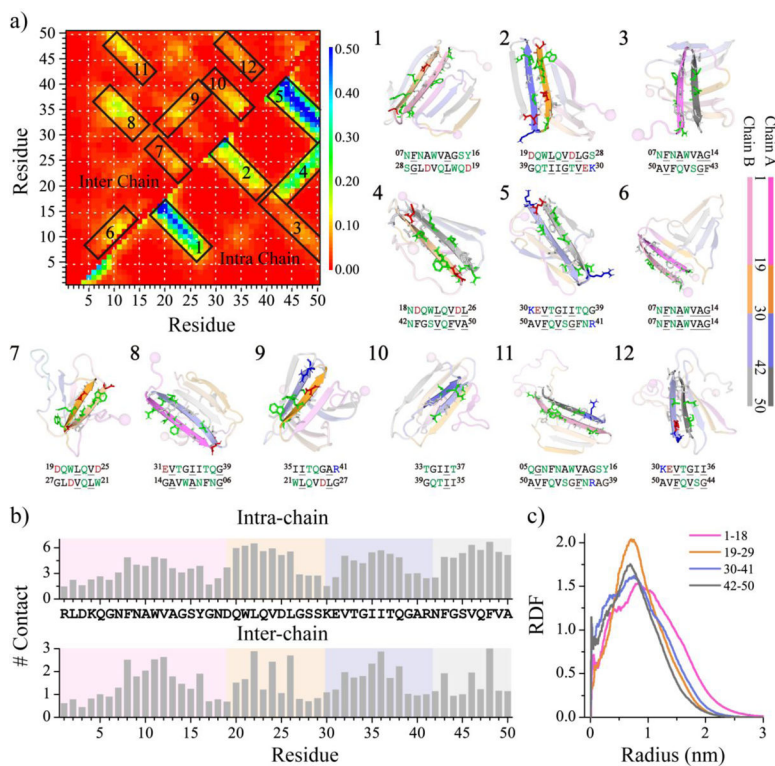 a)
50
45
40
35
30
25
20
15
10
5
Residue
11
12
10
9
8
7
5
2
4
6
3
1
Inter Chain
Intra Chain
5 10 15 20 25 30 35 40 45 50
Residue
0.50
0.40
0.30
0.20
0.10
0.00
1
07NFNAWVAGSY16
28SGLDVQLWQD19
2
19DQWLQVDLGS28
39GQTIIGTVEK30
3
07NFNAWVAG14
50AVFQVSGF43
4
18NDQWLQVDL26
42NFGSVQFVA50
5
30KEVTGIITQG39
50AVFQVSGFNR41
6
07NFNAWVAG14
07NFNAWVAG14
Chain A
Chain B
1
19
30
42
50
7
19DQWLQVD25
27GLDVQLW21
8
31EVTGIITQG39
14GAVWANFNG06
9
35IITQGAR41
21WLQVDLG27
10
33TGIIT37
39GQTII35
11
05QGNFNAWVAGSY16
50AVFQVSGFNRAG39
12
30KEVTGII36
50AVFQVSG44
b)
Intra-chain
6
3
0
# Contact
RLDKQGNFNAWVAGSYGNDQWLQVDLGSSKEVTGIITQGARNFGSVQFVA
Inter-chain
3
2
1
0
0 5 10 15 20 25 30 35 40 45 50
Residue
c)
RDF
2.0
1.5
1.0
0.5
0.0
1-18
19-29
30-41
42-50
0 1 2 3
Radius (nm)